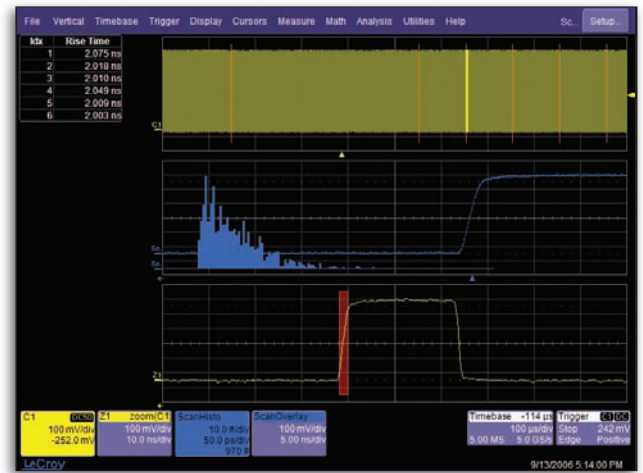 File Vertical Timebase Trigger Display Cursors Measure Math Analysis Utilities Help Sc... Setup...
Idx Rise Time
1 2.075 ns
2 2.018 ns
3 2.010 ns
4 2.049 ns
5 2.009 ns
6 2.003 ns
C1
Z1
C1 DC50
100 mV/div
-252.0 mV
Z1 zoom(C1)
100 mV/div
10.0 ns/div
ScanHisto
10.0 #/div
50.0 ps/div
970 #
ScanOverlay
100 mV/div
5.00 ns/div
Timebase -114 µs
100 µs/div
5.00 MS 5.0 GS/s
Trigger C1 DC
Stop 242 mV
Edge Positive
LeCroy
9/13/2006 5:14:00 PM